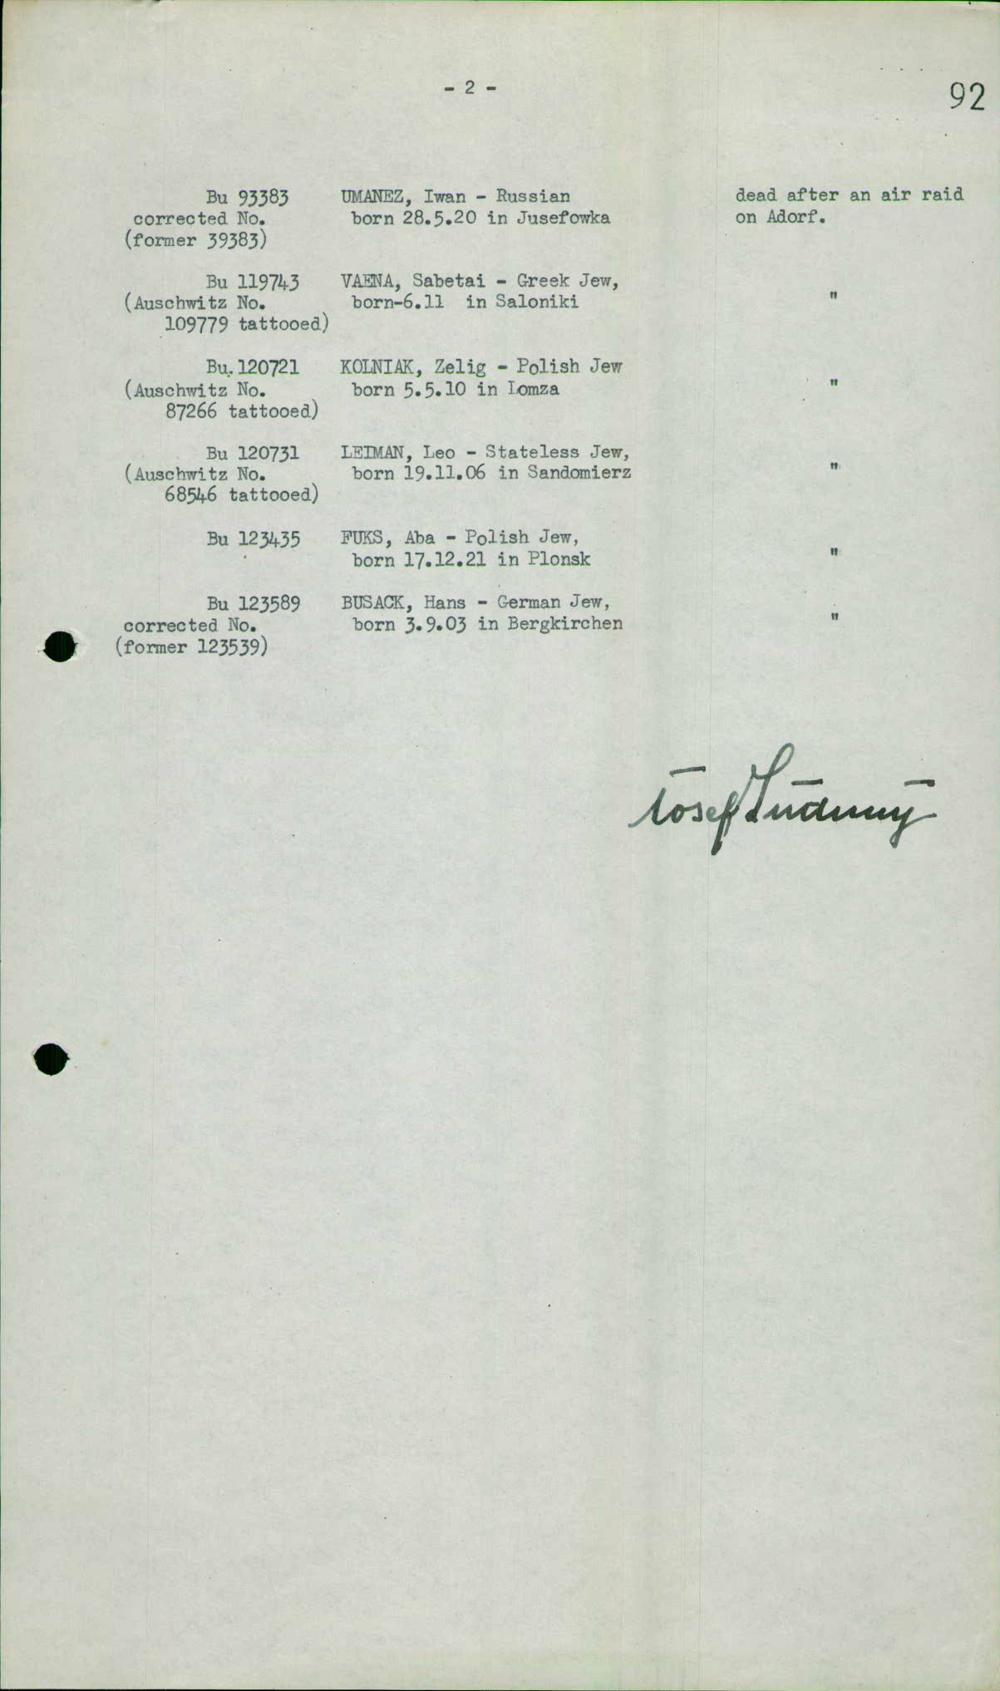 - 2 -
92
Bu 93383 UMANEZ, Iwan - Russian dead after an air raid
corrected No. born 28.5.20 in Jusefowka on Adorf.
(former 39383)
Bu 119743 VAENA, Sabetai - Greek Jew,
(Auschwitz No. born-6.11 in Saloniki "
109779 tattooed)
Bu. 120721 KOLNIAK, Zelig - Polish Jew
(Auschwitz No. born 5.5.10 in Lomza "
87266 tattooed)
Bu 120731 LEIMAN, Leo - Stateless Jew,
(Auschwitz No. born 19.11.06 in Sandomierz "
68546 tattooed)
Bu 123435 FUKS, Aba - Polish Jew,
born 17.12.21 in Plonsk "
Bu 123589 BUSACK, Hans - German Jew,
corrected No. born 3.9.03 in Bergkirchen "
(former 123539)
Josef